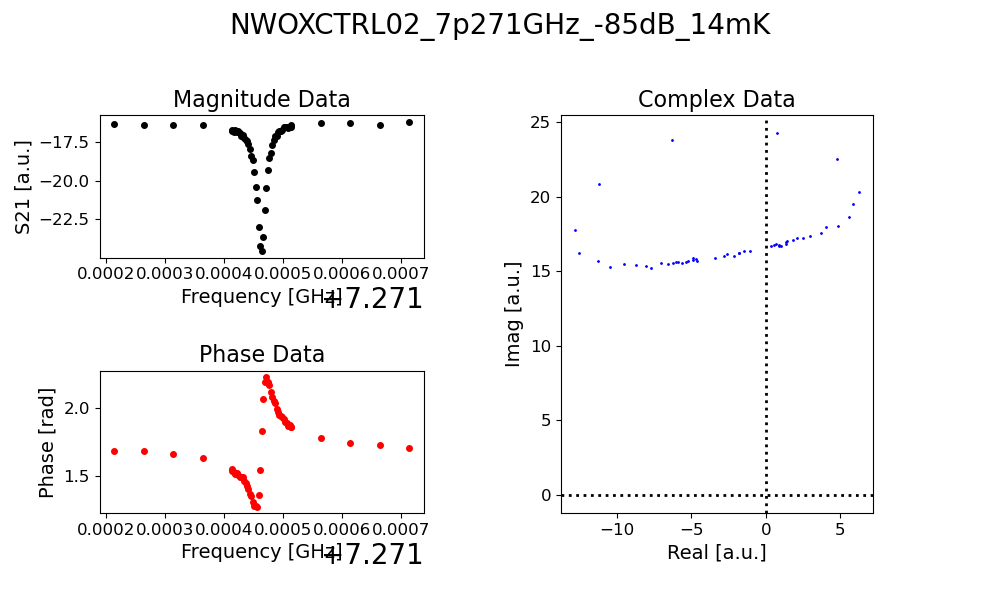 NWOXCTRL02_7p271GHz_-85dB_14mK
Magnitude Data
S21 [a.u.]
−17.5
−20.0
−22.5
0.0002 0.0003 0.0004 0.0005 0.0006 0.0007
Frequency [GHz]
+7.271
Phase Data
Phase [rad]
2.0
1.5
0.0002 0.0003 0.0004 0.0005 0.0006 0.0007
Frequency [GHz]
+7.271
Complex Data
Imag [a.u.]
25
20
15
10
5
0
−10 −5 0 5
Real [a.u.]